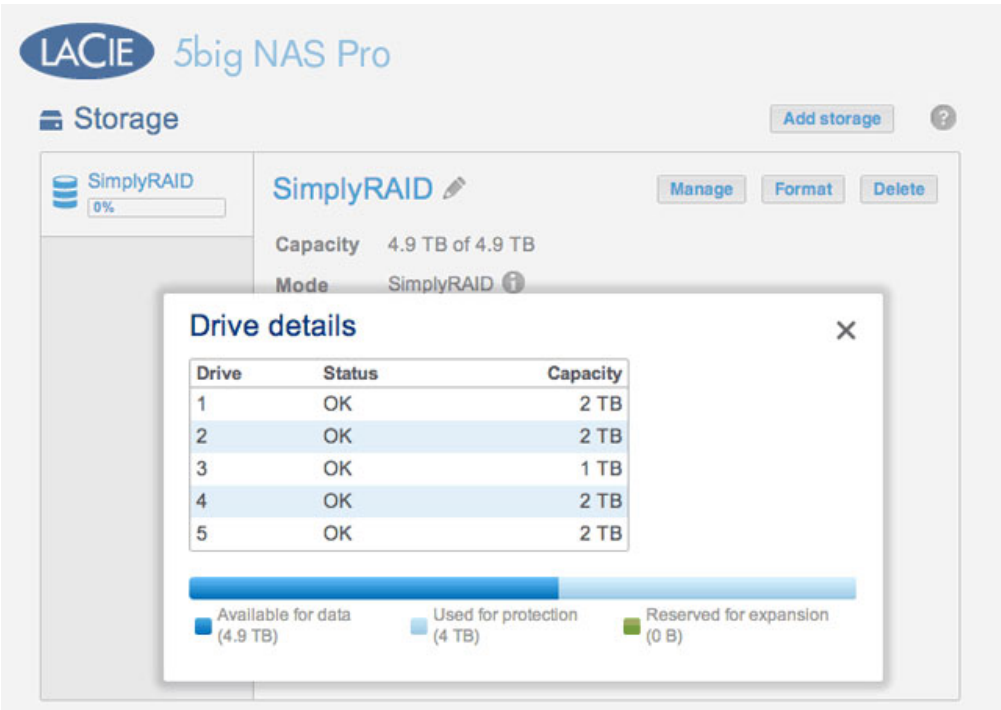 LACIE 5big NAS Pro
Storage
Add storage
?
SimplyRAID
0%
SimplyRAID
Manage
Format
Delete
Capacity 4.9 TB of 4.9 TB
Mode SimplyRAID i
Drive details
Drive Status Capacity
1 OK 2 TB
2 OK 2 TB
3 OK 1 TB
4 OK 2 TB
5 OK 2 TB
Available for data
(4.9 TB)
Used for protection
(4 TB)
Reserved for expansion
(0 B)